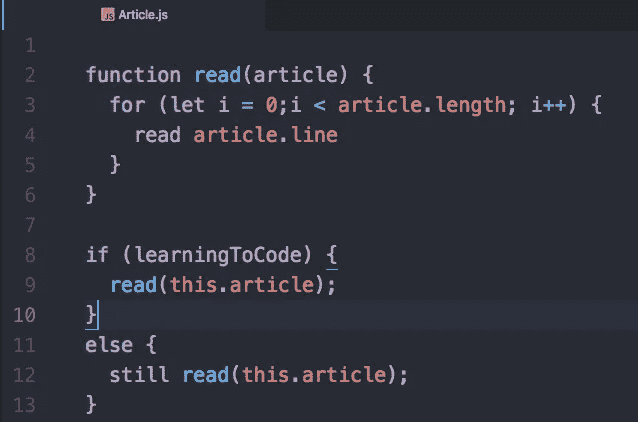 JS Article.js
1
2 function read(article) {
3 for (let i = 0;i < article.length; i++) {
4 read article.line
5 }
6 }
7
8 if (learningToCode) {
9 read(this.article);
10 }
11 else {
12 still read(this.article);
13 }